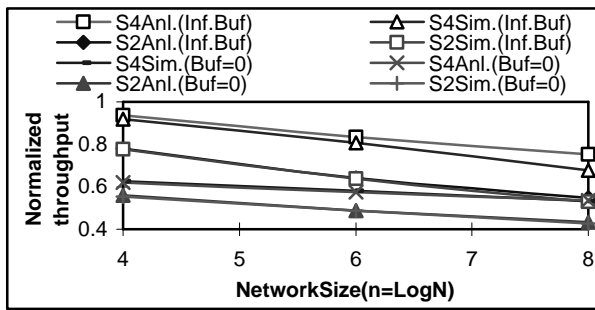 S4Anl.(Inf.Buf) S4Sim.(Inf.Buf)
S2Anl.(Inf.Buf) S2Sim.(Inf.Buf)
S4Sim.(Buf=0) S4Anl.(Buf=0)
S2Anl.(Buf=0) S2Sim.(Buf=0)
Normalized
throughput
1
0.8
0.6
0.4
4 5 6 7 8
NetworkSize(n=LogN)